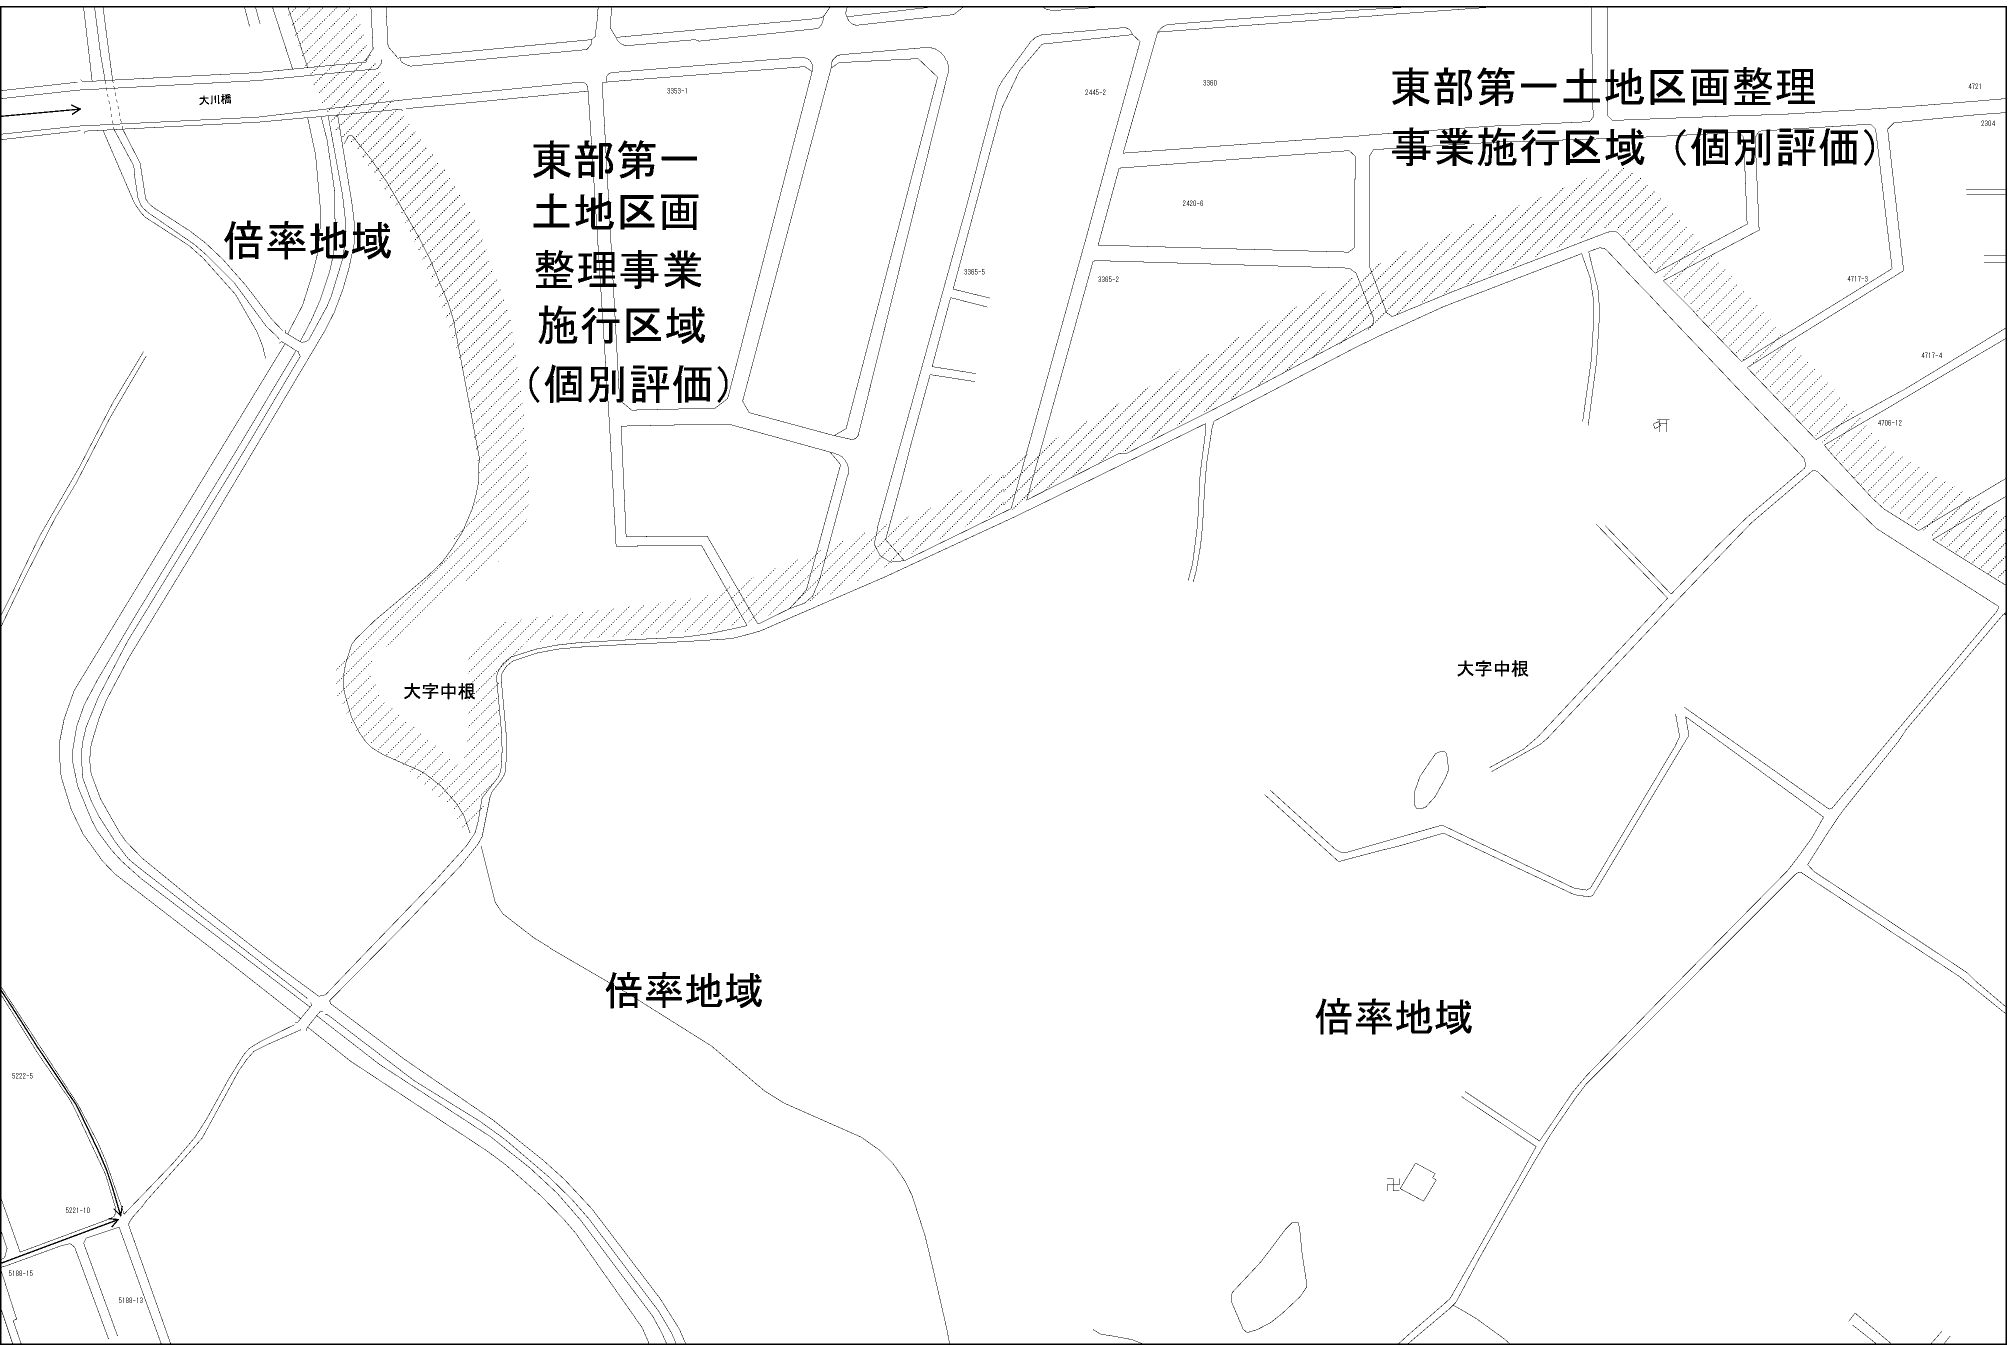 大川橋
3353-1
2445-2
3360
東部第一土地区画整理
事業施行区域（個別評価）
4721
2304
東部第一
土地区画
整理事業
施行区域
（個別評価）
倍率地域
2420-6
3365-5
3365-2
4717-3
4717-4
4706-12
大字中根
大字中根
倍率地域
倍率地域
5222-5
5221-10
5188-15
5188-13